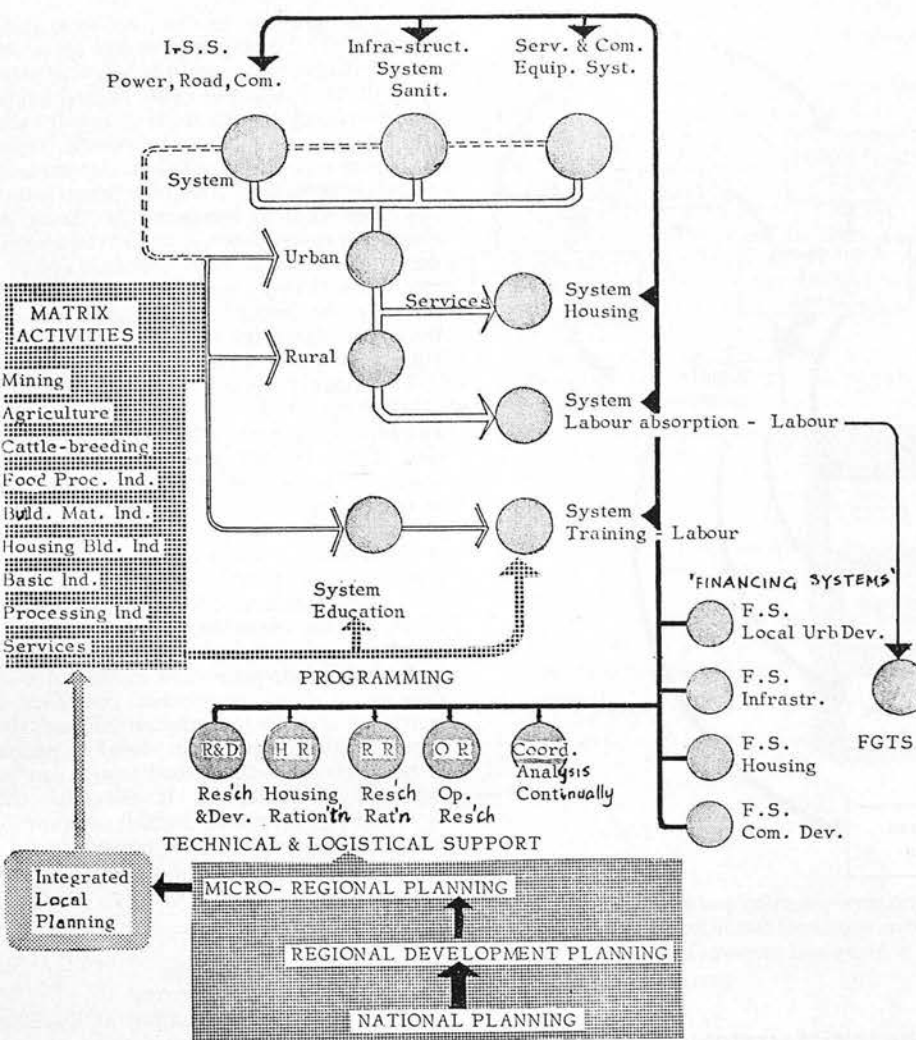 I.S.S.
Power, Road, Com.
Infra-struct.
System
Sanit.
Serv. & Com.
Equip. Syst.
System
Urban
Services
System
Housing
MATRIX
ACTIVITIES
Rural
Mining
Agriculture
Cattle-breeding
Food Proc. Ind.
Buld. Mat. Ind.
Housing Bld. Ind
Basic Ind.
Processing Ind.
Services
System
Labour absorption - Labour
System
Training - Labour
System
Education
PROGRAMMING
'FINANCING SYSTEMS'
F.S.
Local Urb Dev.
F.S.
Infrastr.
F.S.
Housing
F.S.
Com. Dev.
FGTS
R&D
H R
R R
O R
Coord.
Res'ch
&Dev.
Housing
Ration'tn
Res'ch
Rat'n
Op.
Res'ch
Analysis
Continually
TECHNICAL & LOGISTICAL SUPPORT
Integrated
Local
Planning
MICRO- REGIONAL PLANNING
REGIONAL DEVELOPMENT PLANNING
NATIONAL PLANNING